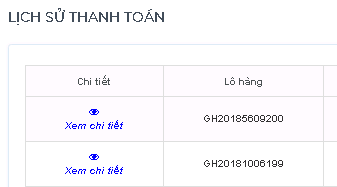 LỊCH SỬ THANH TOÁN
Chi tiết
Lô hàng
Xem chi tiết
GH20185609200
Xem chi tiết
GH20181006199